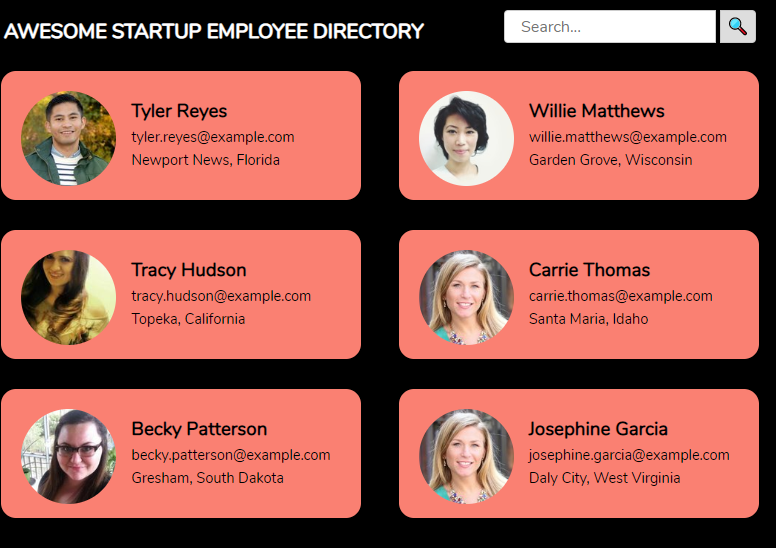 AWESOME STARTUP EMPLOYEE DIRECTORY
Search...
Tyler Reyes
tyler.reyes@example.com
Newport News, Florida
Willie Matthews
willie.matthews@example.com
Garden Grove, Wisconsin
Tracy Hudson
tracy.hudson@example.com
Topeka, California
Carrie Thomas
carrie.thomas@example.com
Santa Maria, Idaho
Becky Patterson
becky.patterson@example.com
Gresham, South Dakota
Josephine Garcia
josephine.garcia@example.com
Daly City, West Virginia